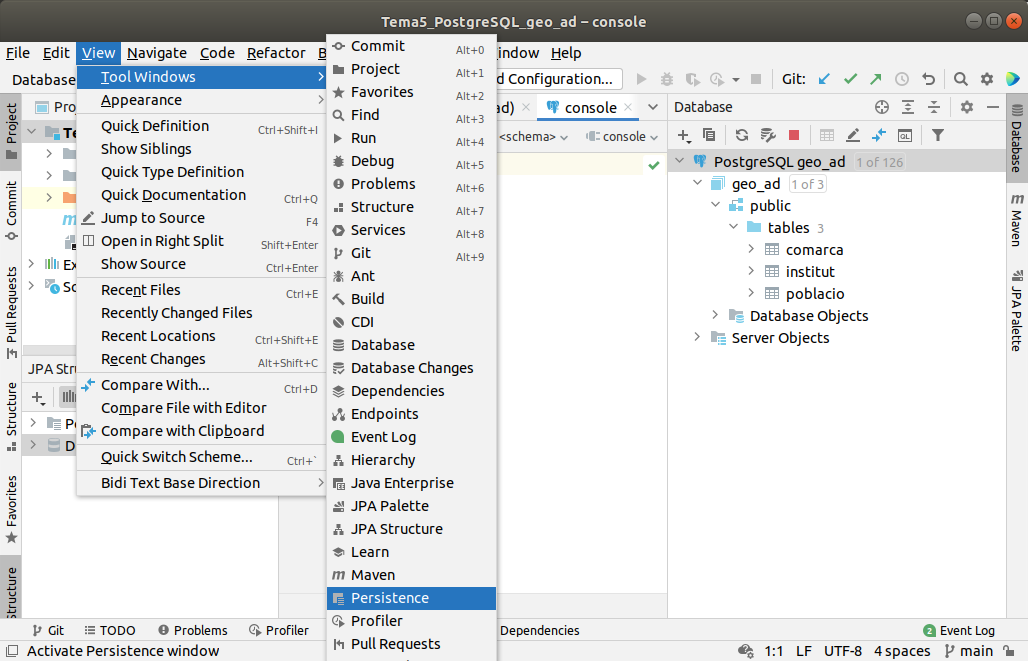 Tema5_PostgreSQL_geo_ad – console
File Edit View Navigate Code Refactor B
indow Help
Database
d Configuration...
Git:
Project
Commit
Pull Requests
Structure
Favorites
Structure
Pro
Te
m
Ex
Sc
JPA Stru
P
D
Tool Windows
Appearance
Quick Definition Ctrl+Shift+I
Show Siblings
Quick Type Definition
Quick Documentation Ctrl+Q
Jump to Source F4
Open in Right Split Shift+Enter
Show Source Ctrl+Enter
Recent Files Ctrl+E
Recently Changed Files
Recent Locations Ctrl+Shift+E
Recent Changes Alt+Shift+C
Compare With... Ctrl+D
Compare File with Editor
Compare with Clipboard
Quick Switch Scheme... Ctrl+`
Bidi Text Base Direction
Commit Alt+0
Project Alt+1
Favorites Alt+2
Find Alt+3
Run Alt+4
Debug Alt+5
Problems Alt+6
Structure Alt+7
Services Alt+8
Git Alt+9
Ant
Build
CDI
Database
Database Changes
Dependencies
Endpoints
Event Log
Hierarchy
Java Enterprise
JPA Palette
JPA Structure
Learn
m Maven
Persistence
Profiler
Pull Requests
ad) console
<schema> console
Database
QL
PostgreSQL geo_ad 1 of 126
geo_ad 1 of 3
public
tables 3
comarca
institut
poblacio
Database Objects
Server Objects
Database
m Maven
JPA Palette
Git TODO Problems Profiler Dependencies 2 Event Log
Activate Persistence window 1:1 LF UTF-8 4 spaces main